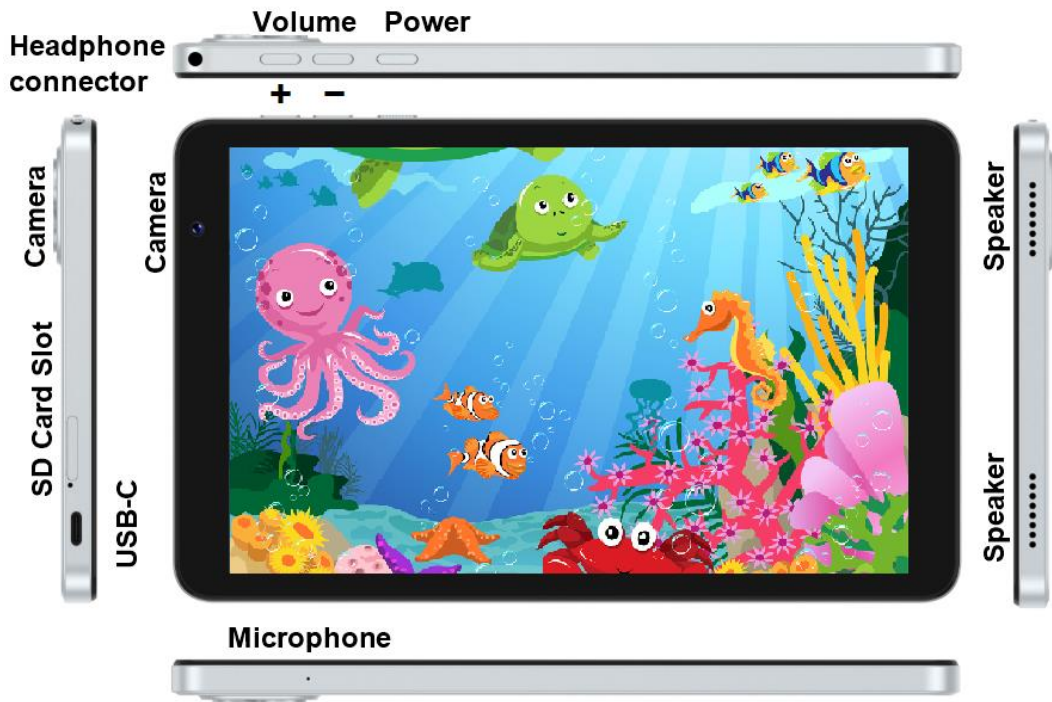 Volume
Power
Headphone
connector
+ −
Camera
Camera
Speaker
SD Card Slot
USB-C
Speaker
Microphone